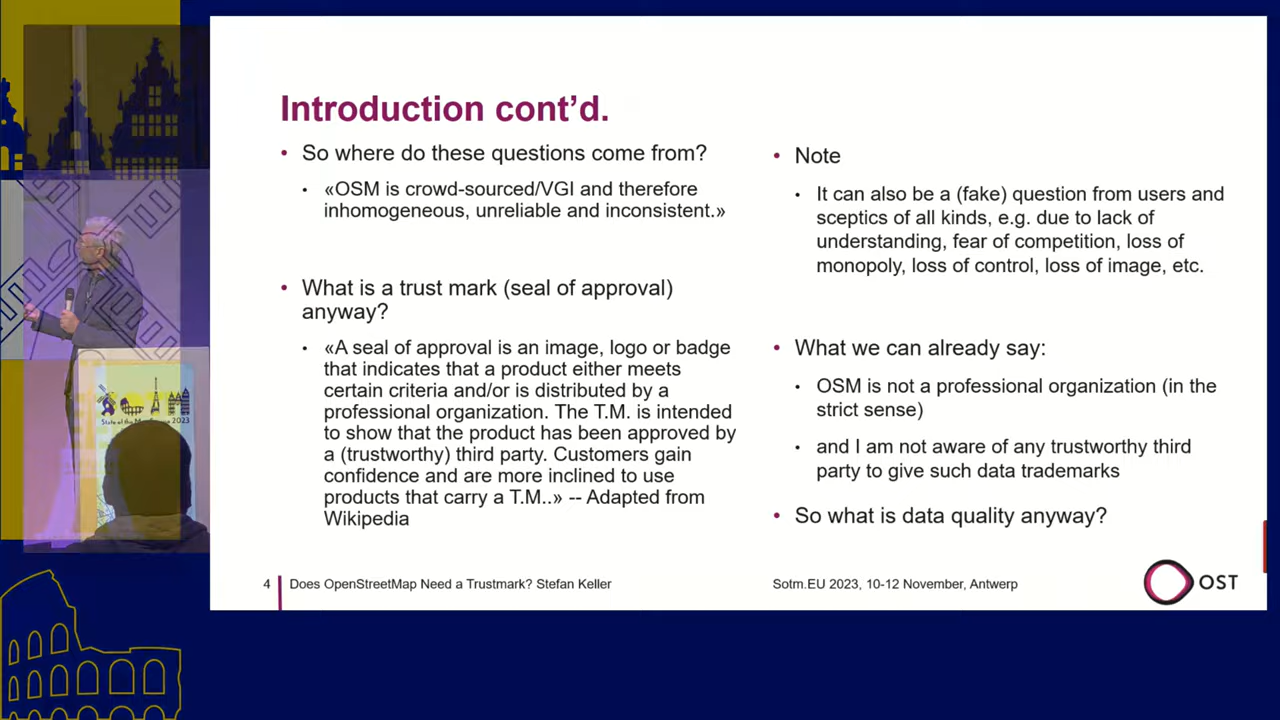 Introduction cont’d.
• So where do these questions come from?
• «OSM is crowd-sourced/VGI and therefore
inhomogeneous, unreliable and inconsistent.»
• What is a trust mark (seal of approval)
anyway?
• «A seal of approval is an image, logo or badge
that indicates that a product either meets
certain criteria and/or is distributed by a
professional organization. The T.M. is intended
to show that the product has been approved by
a (trustworthy) third party. Customers gain
confidence and are more inclined to use
products that carry a T.M..» -- Adapted from
Wikipedia
• Note
• It can also be a (fake) question from users and
sceptics of all kinds, e.g. due to lack of
understanding, fear of competition, loss of
monopoly, loss of control, loss of image, etc.
• What we can already say:
• OSM is not a professional organization (in the
strict sense)
• and I am not aware of any trustworthy third
party to give such data trademarks
• So what is data quality anyway?
4 Does OpenStreetMap Need a Trustmark? Stefan Keller
Sotm.EU 2023, 10-12 November, Antwerp
OST
State of the Map Europe 2023